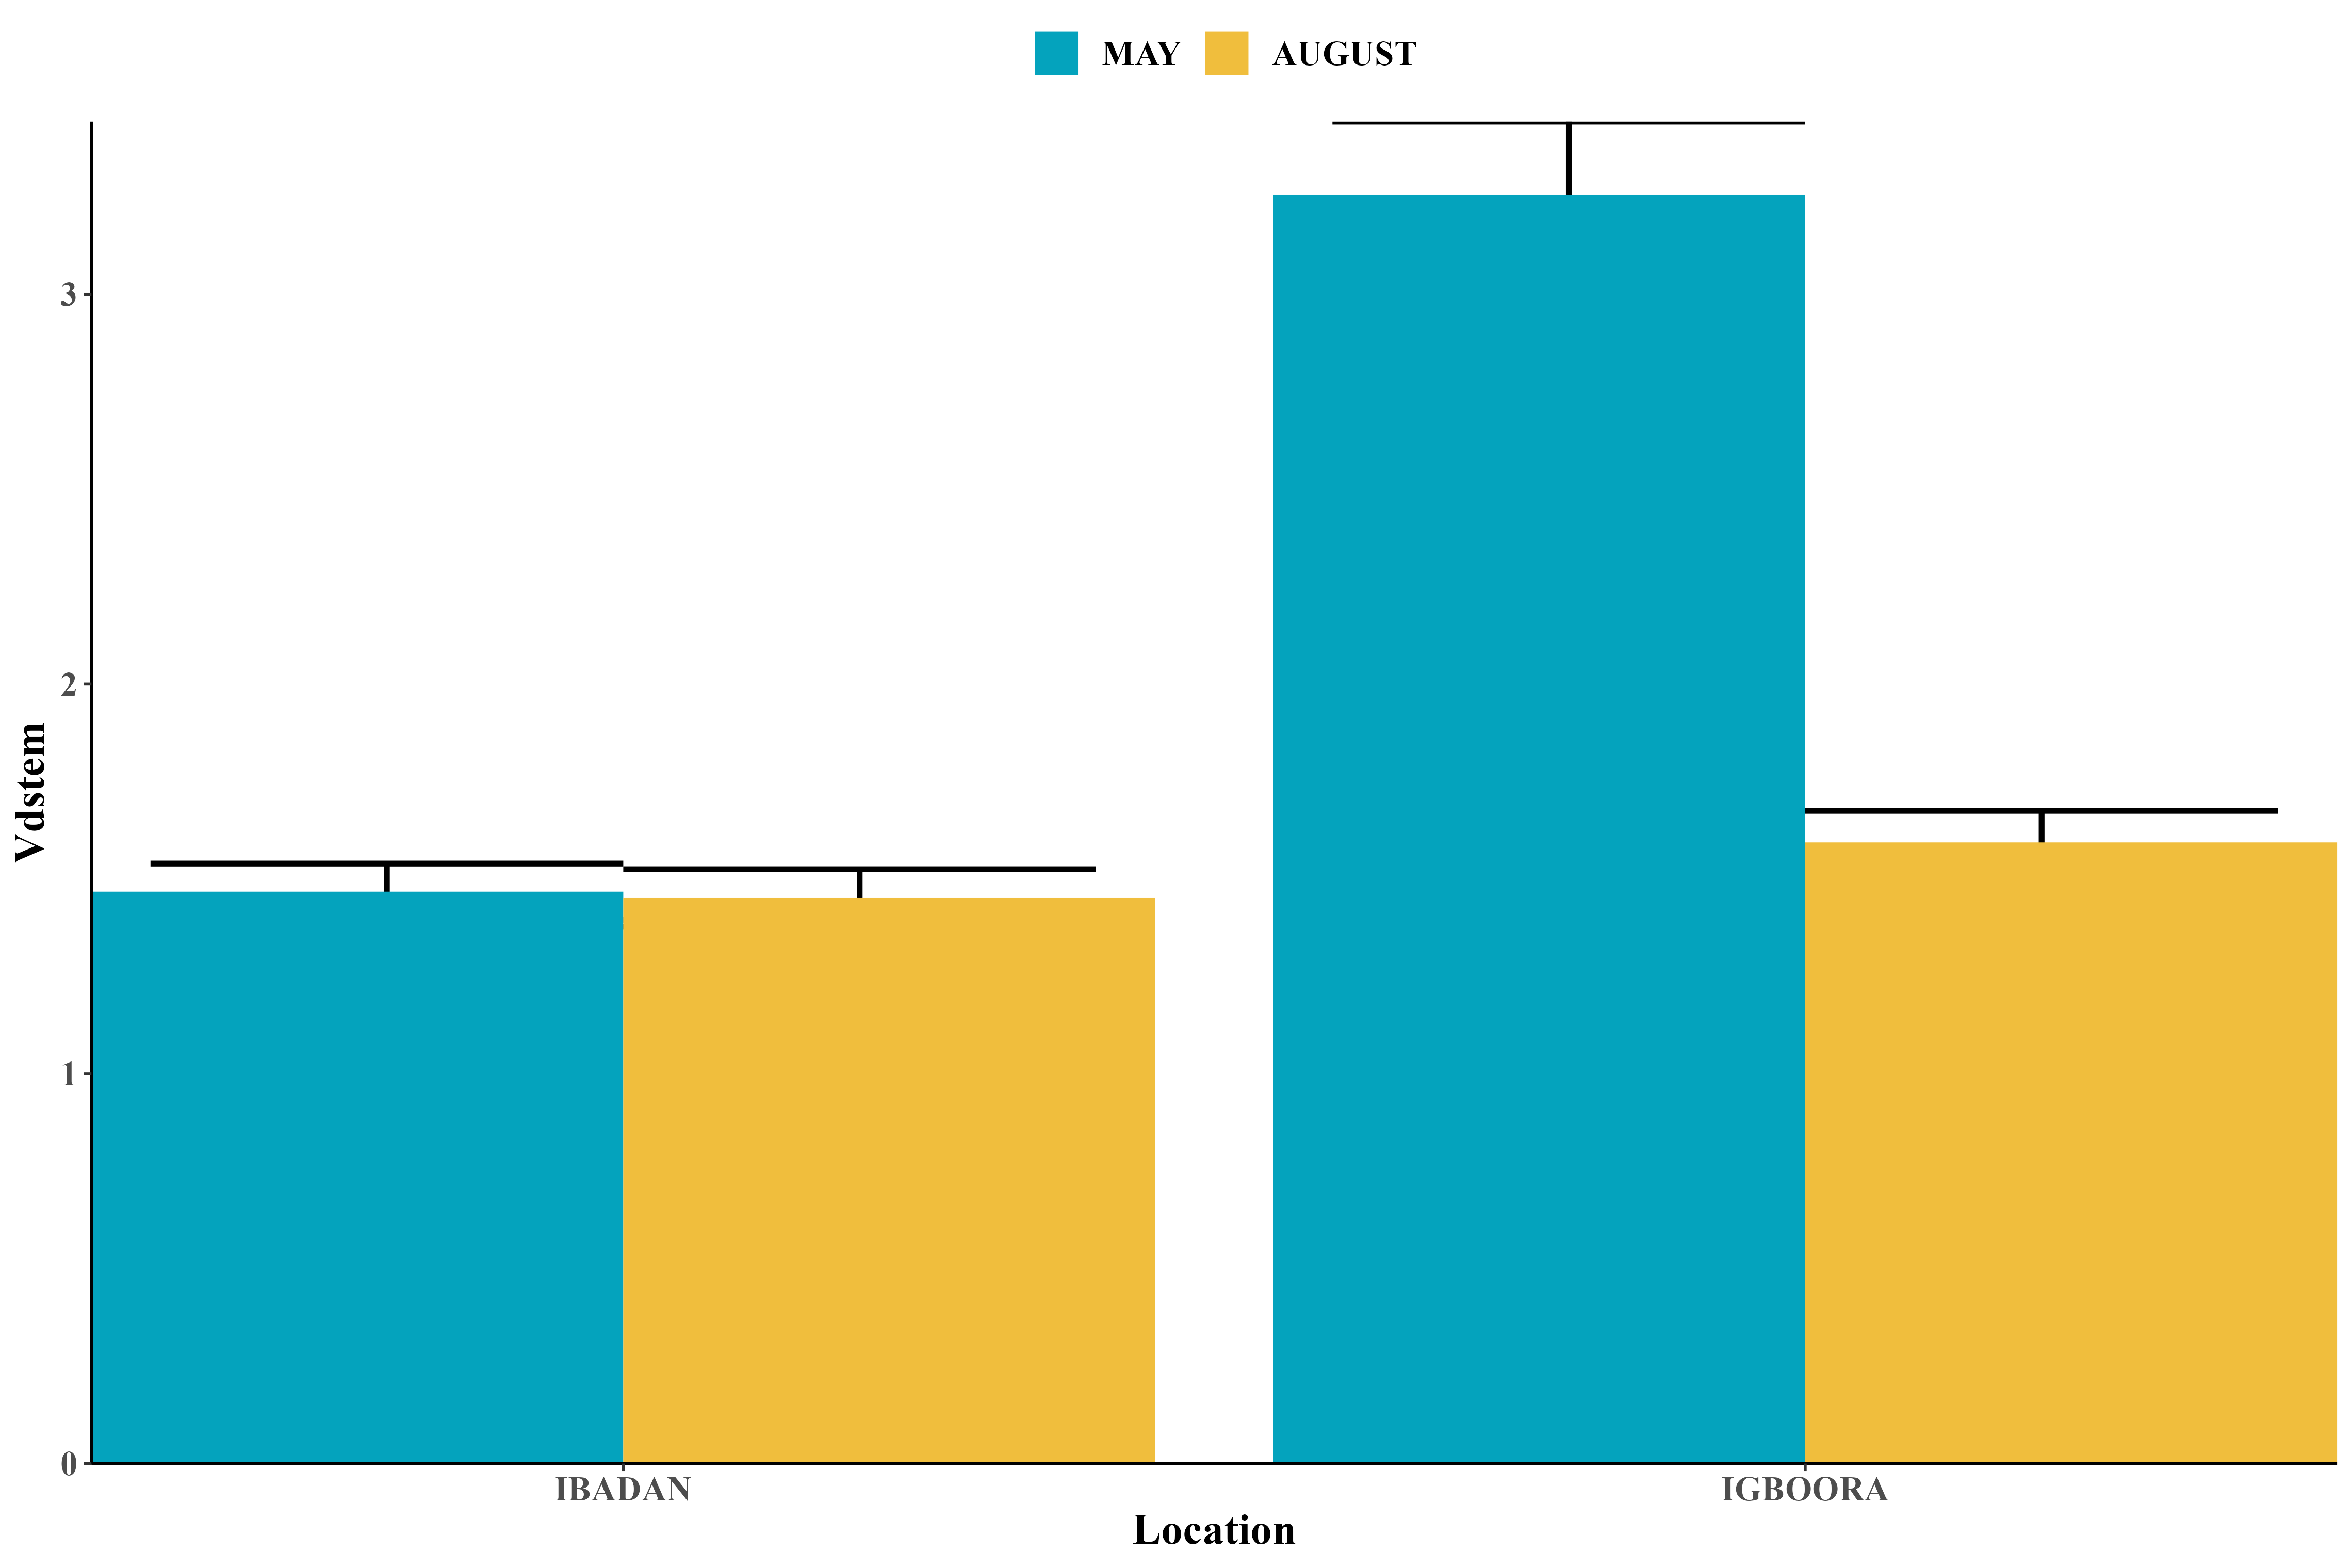 MAY AUGUST
3
2
1
0
Vdstem
IBADAN IGBOORA
Location